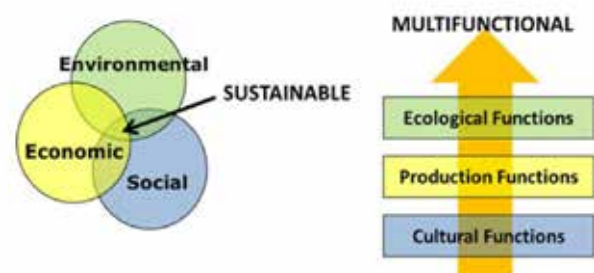 Environmental
SUSTAINABLE
Economic
Social
MULTIFUNCTIONAL
Ecological Functions
Production Functions
Cultural Functions